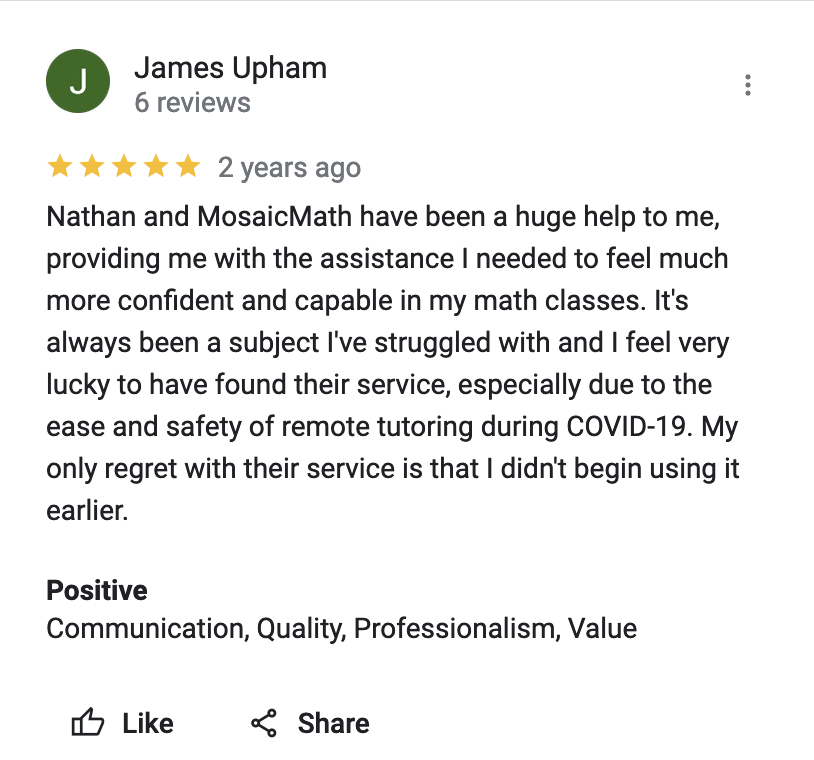 J
James Upham
6 reviews
2 years ago
Nathan and MosaicMath have been a huge help to me,
providing me with the assistance I needed to feel much
more confident and capable in my math classes. It's
always been a subject I've struggled with and I feel very
lucky to have found their service, especially due to the
ease and safety of remote tutoring during COVID-19. My
only regret with their service is that I didn't begin using it
earlier.
Positive
Communication, Quality, Professionalism, Value
Like Share